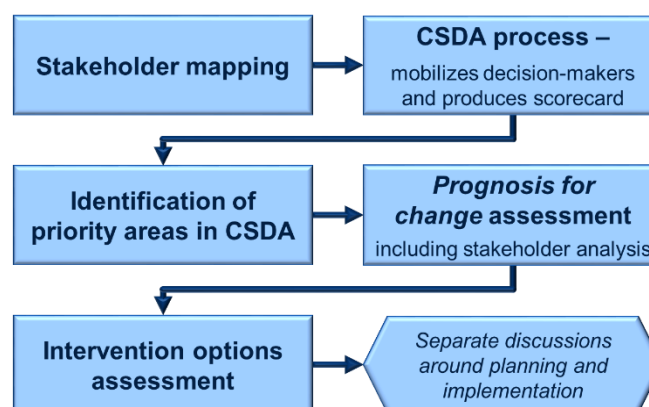 Stakeholder mapping
CSDA process –
mobilizes decision-makers
and produces scorecard
Identification of
priority areas in CSDA
Prognosis for
change assessment
including stakeholder analysis
Intervention options
assessment
Separate discussions
around planning and
implementation